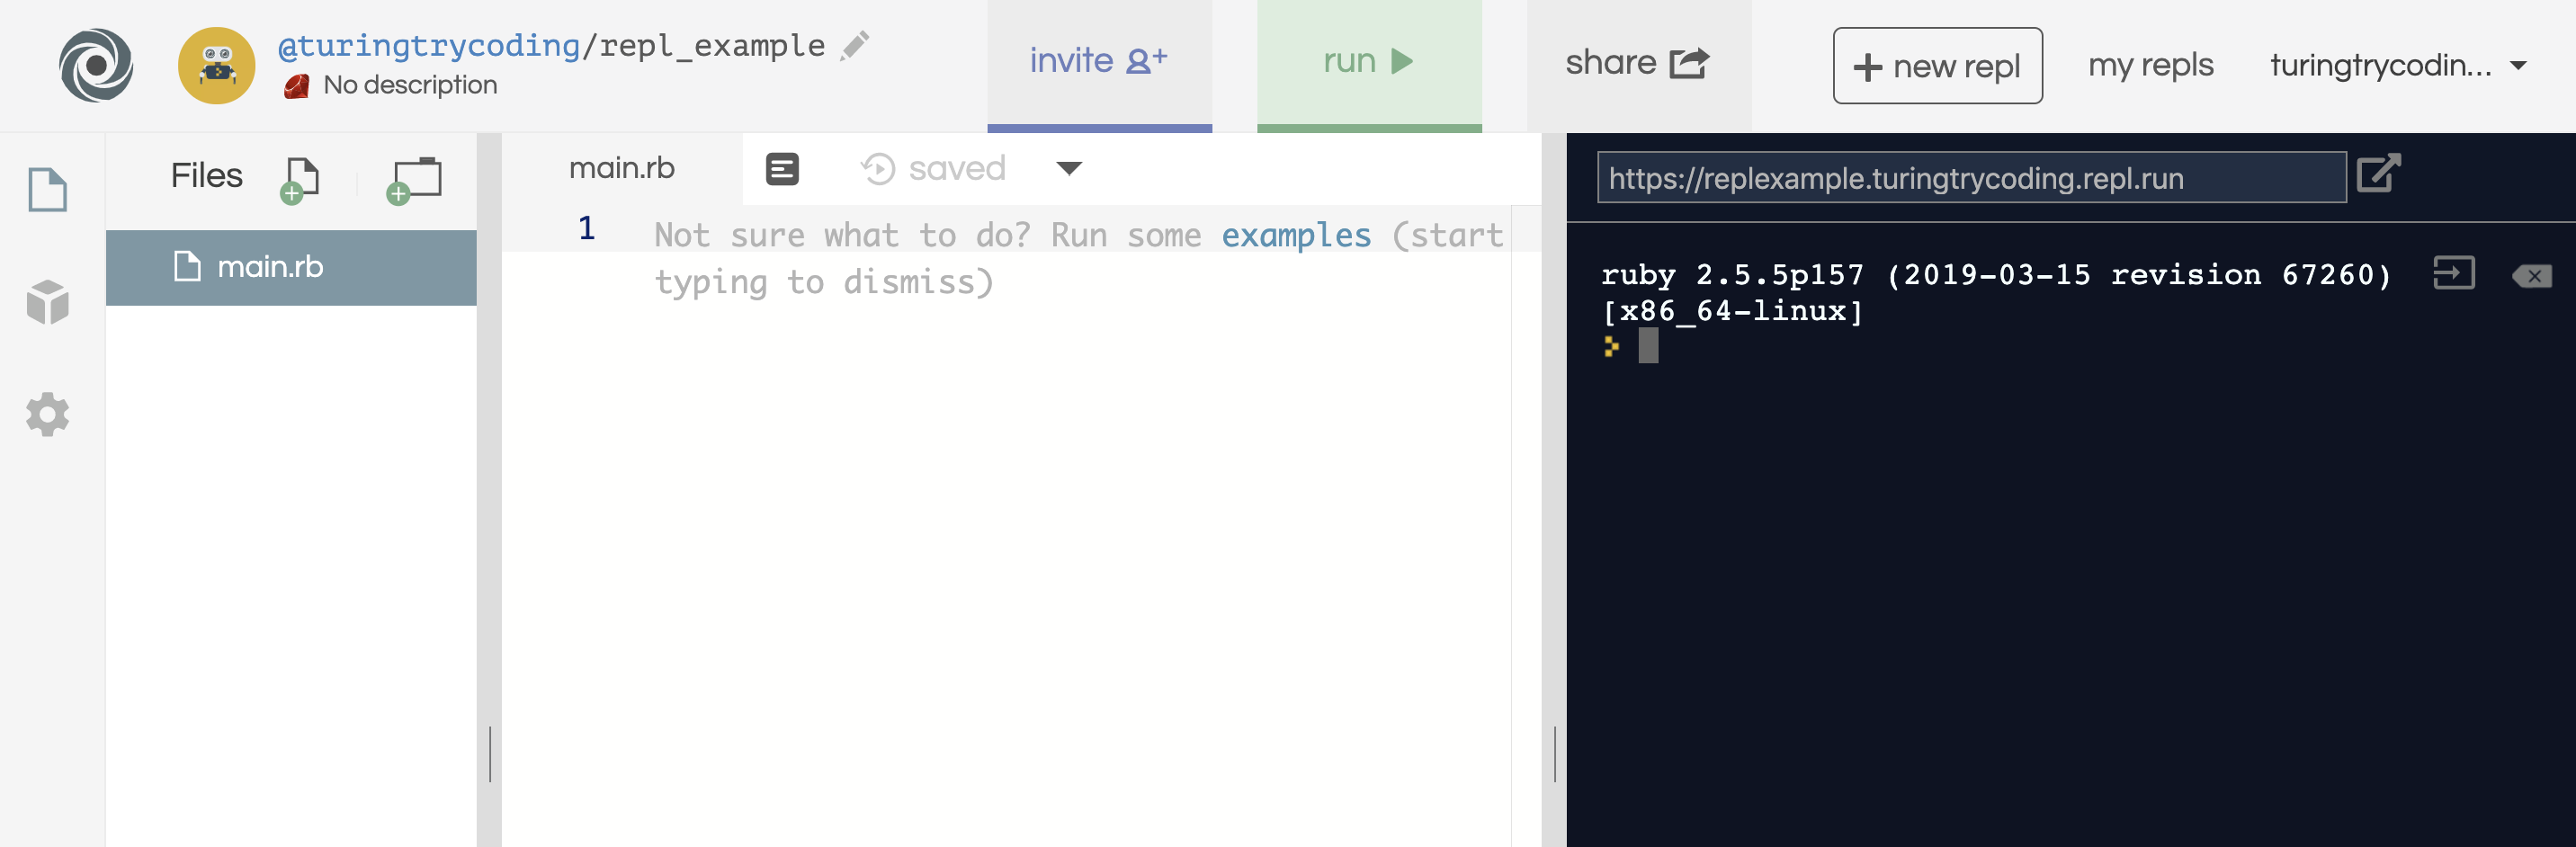 @turingtrycoding/repl_example
No description
invite
run
share
+ new repl
my repls
turingtrycodin...
Files
main.rb
main.rb
saved
1
Not sure what to do? Run some examples (start
typing to dismiss)
https://replexample.turingtrycoding.repl.run
ruby 2.5.5p157 (2019-03-15 revision 67260)
[x86_64-linux]